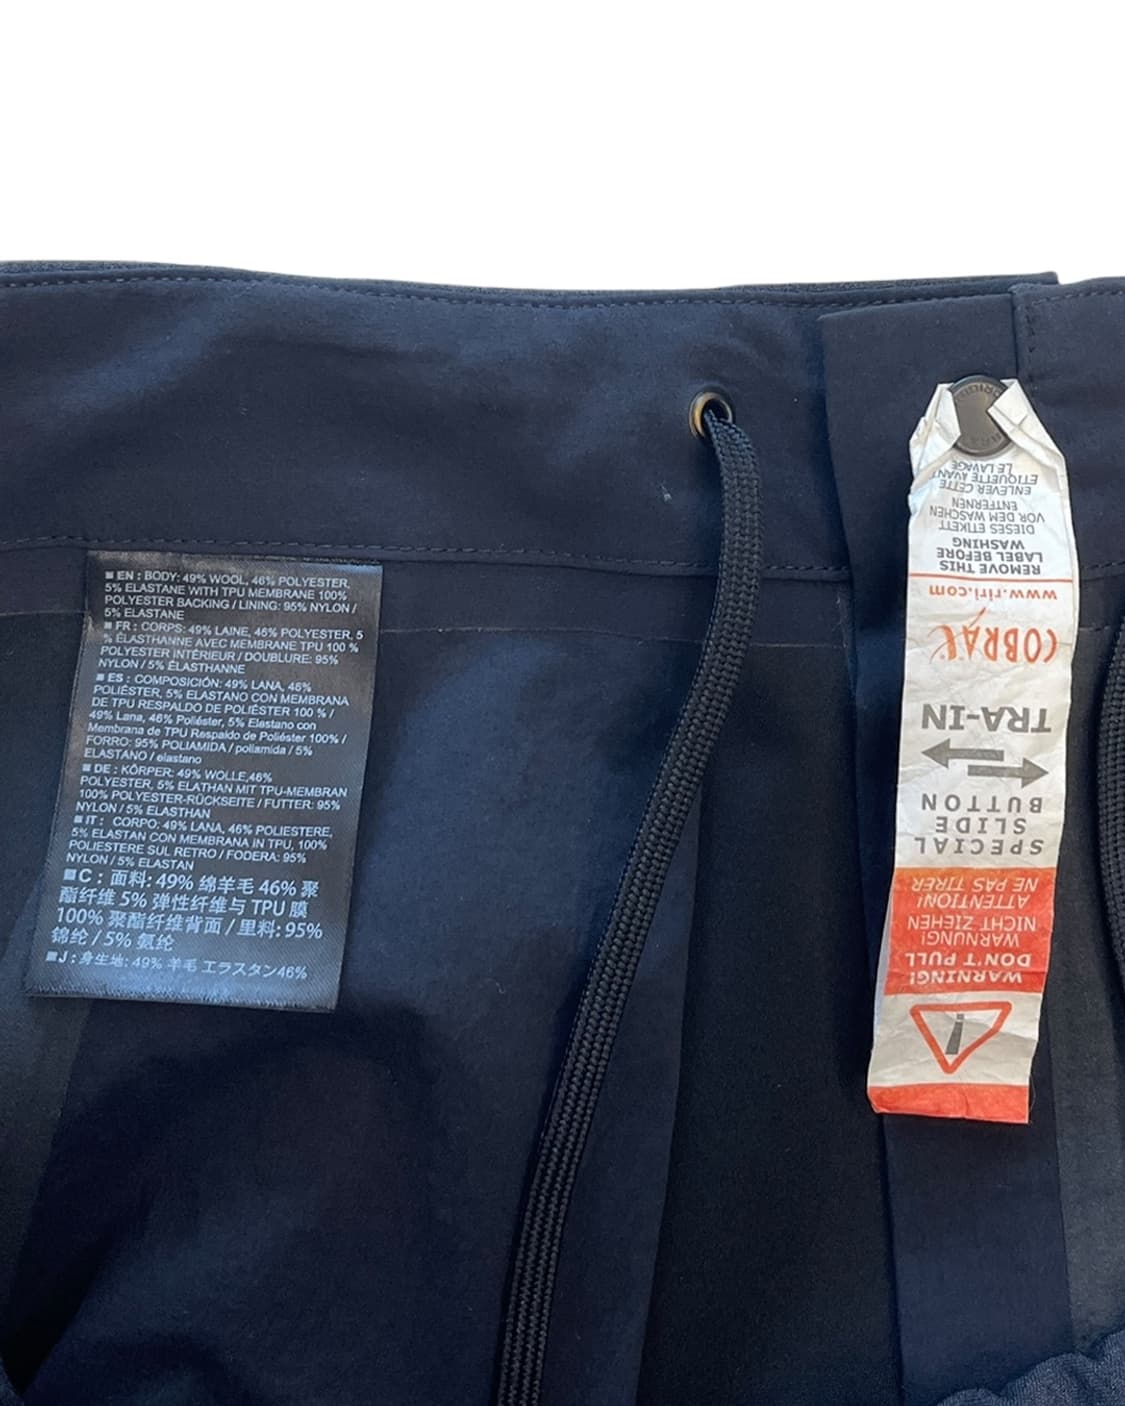 ■ EN : BODY: 49% WOOL, 46% POLYESTER,
5% ELASTANE WITH TPU MEMBRANE 100%
POLYESTER BACKING / LINING: 95% NYLON /
5% ELASTANE
■ FR : CORPS: 49% LAINE, 46% POLYESTER, 5
% ÉLASTHANNE AVEC MEMBRANE TPU 100 %
POLYESTER INTÉRIEUR / DOUBLURE: 95%
NYLON / 5% ÉLASTHANNE
■ ES : COMPOSICIÓN: 49% LANA, 46%
POLIÉSTER, 5% ELASTANO CON MEMBRANA
DE TPU RESPALDO DE POLIÉSTER 100 % /
49% Lana, 46% Poliéster, 5% Elastano con
Membrana de TPU Respaldo de Poliéster 100% /
FORRO: 95% POLIAMIDA / poliamida / 5%
ELASTANO / elastano
■ DE : KÖRPER: 49% WOLLE,46%
POLYESTER, 5% ELATHAN MIT TPU-MEMBRAN
100% POLYESTER-RÜCKSEITE / FUTTER: 95%
NYLON / 5% ELASTHAN
■ IT : CORPO: 49% LANA, 46% POLIESTERE,
5% ELASTAN CON MEMBRANA IN TPU, 100%
POLIESTERE SUL RETRO / FODERA: 95%
NYLON / 5% ELASTAN
■ C : 面料: 49% 绵羊毛 46% 聚
酯纤维 5% 弹性纤维与 TPU 膜
100% 聚酯纤维背面 / 里料: 95%
锦纶 / 5% 氨纶
■ J : 身生地: 49% 羊毛 エラスタン46%
WARNING!
DON'T PULL
WARNUNG!
NICHT ZIEHEN
ATTENTION!
NE PAS TIRER
SPECIAL
SLIDE
BUTTON
TRA-IN
COBRAX
www.riri.com
REMOVE THIS
LABEL BEFORE
WASHING
DIESES ETIKETT
VOR DEM WASCHEN
ENTFERNEN
ENLEVER CETTE
ETIQUETTE AVANT
LE LAVAGE